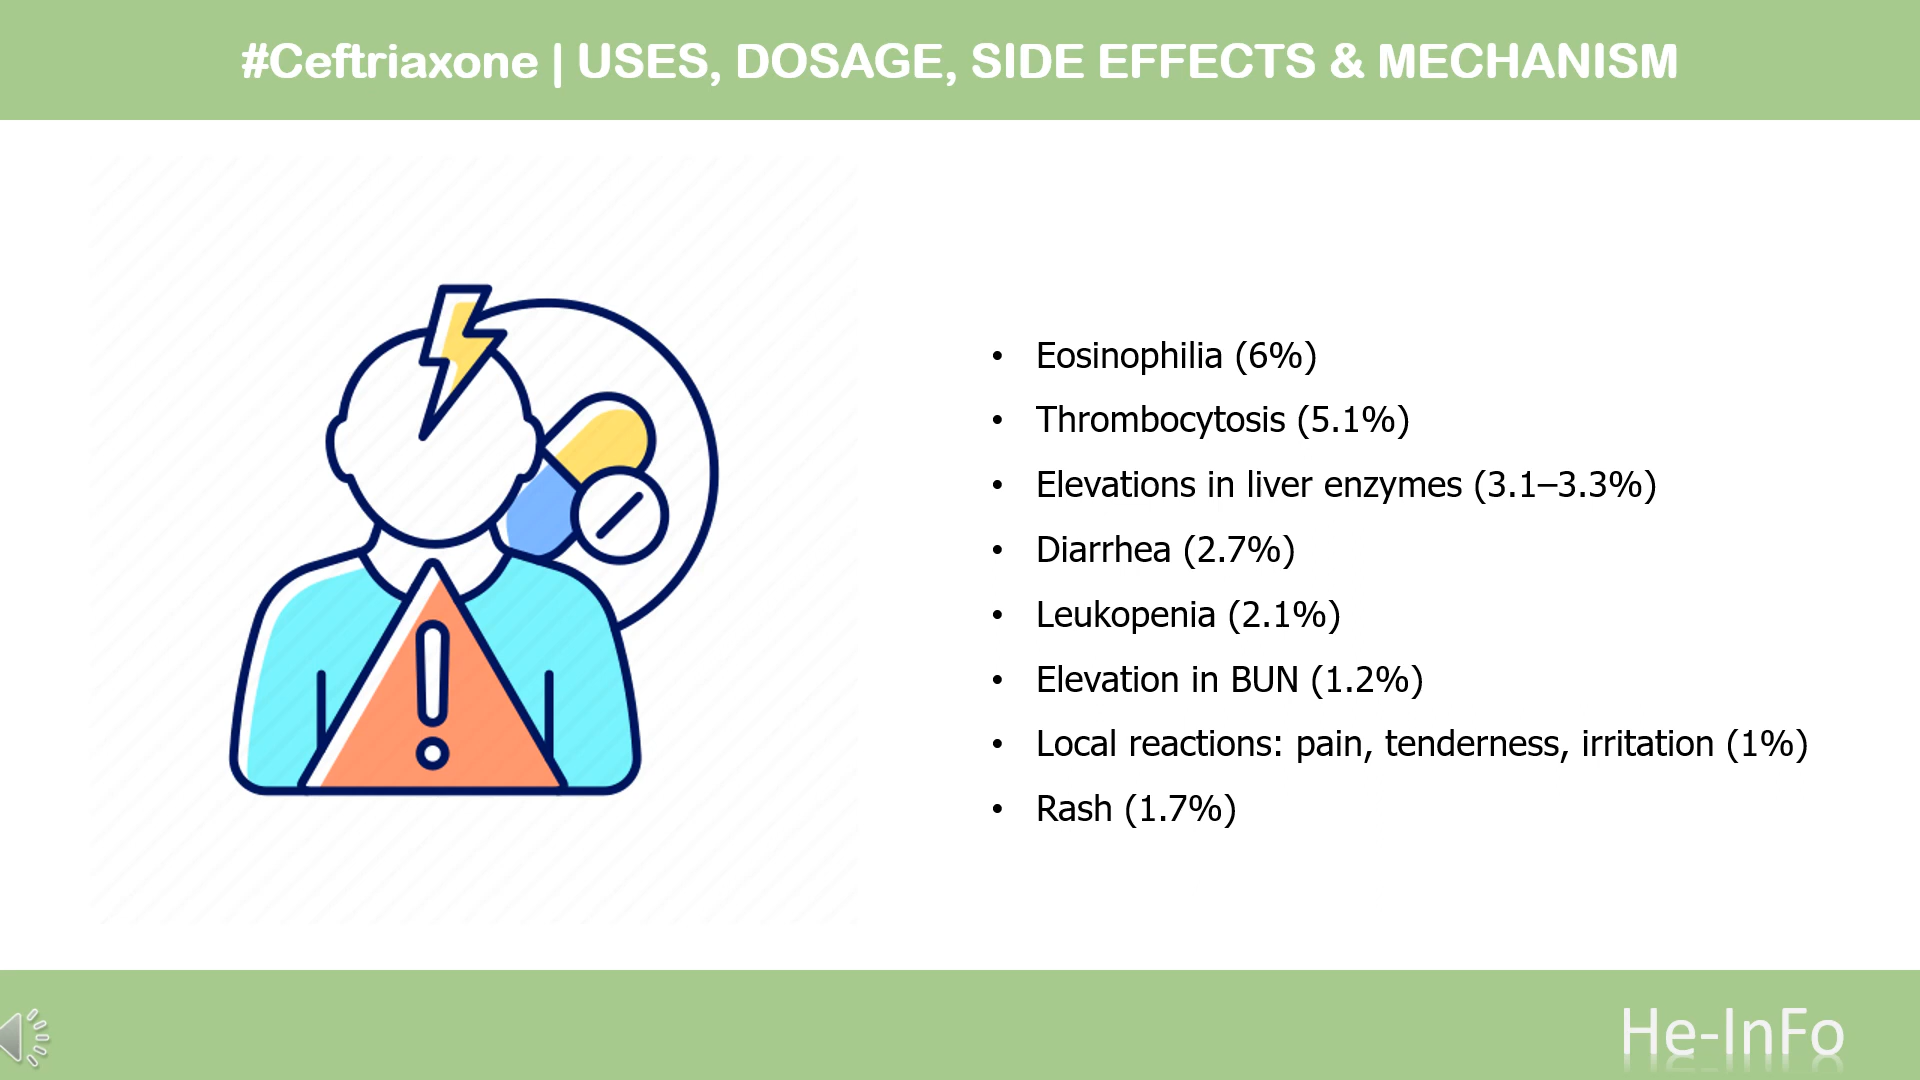 #Ceftriaxone | USES, DOSAGE, SIDE EFFECTS & MECHANISM
• Eosinophilia (6%)
• Thrombocytosis (5.1%)
• Elevations in liver enzymes (3.1–3.3%)
• Diarrhea (2.7%)
• Leukopenia (2.1%)
• Elevation in BUN (1.2%)
• Local reactions: pain, tenderness, irritation (1%)
• Rash (1.7%)
He-InFo